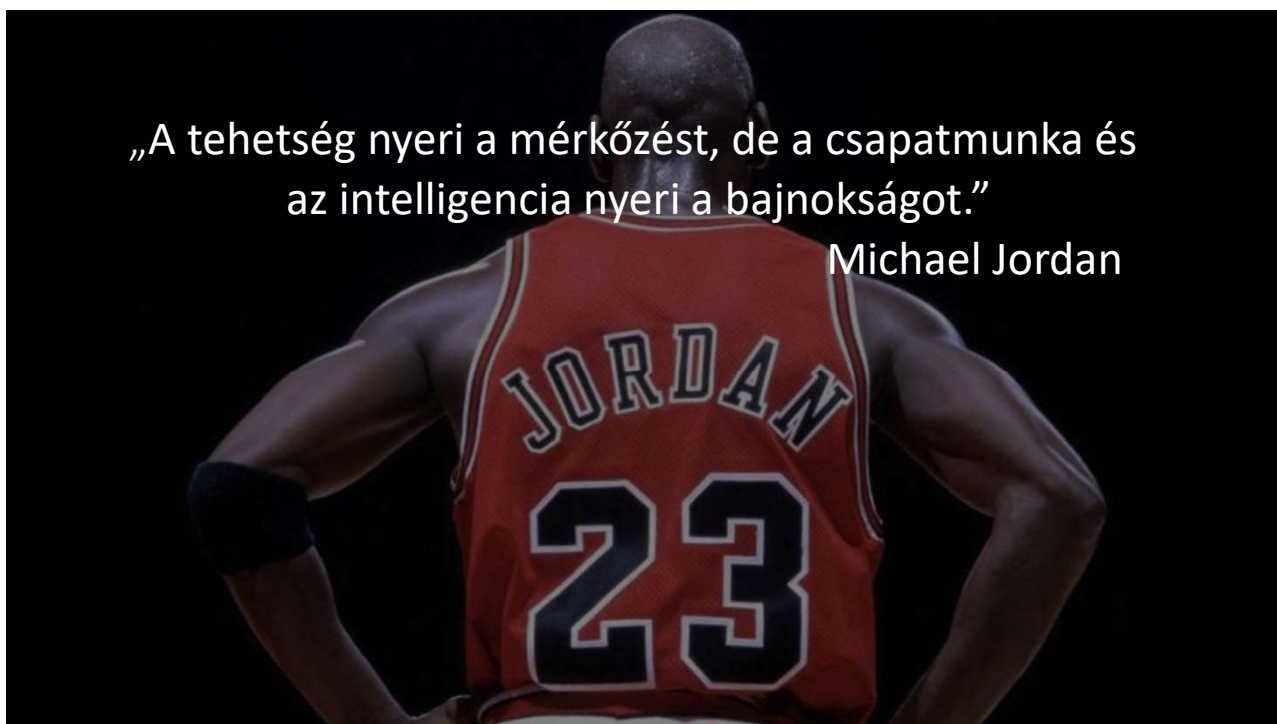 „A tehetség nyeri a mérkőzést, de a csapatmunka és
az intelligencia nyeri a bajnokságot.”
Michael Jordan
JORDAN
23